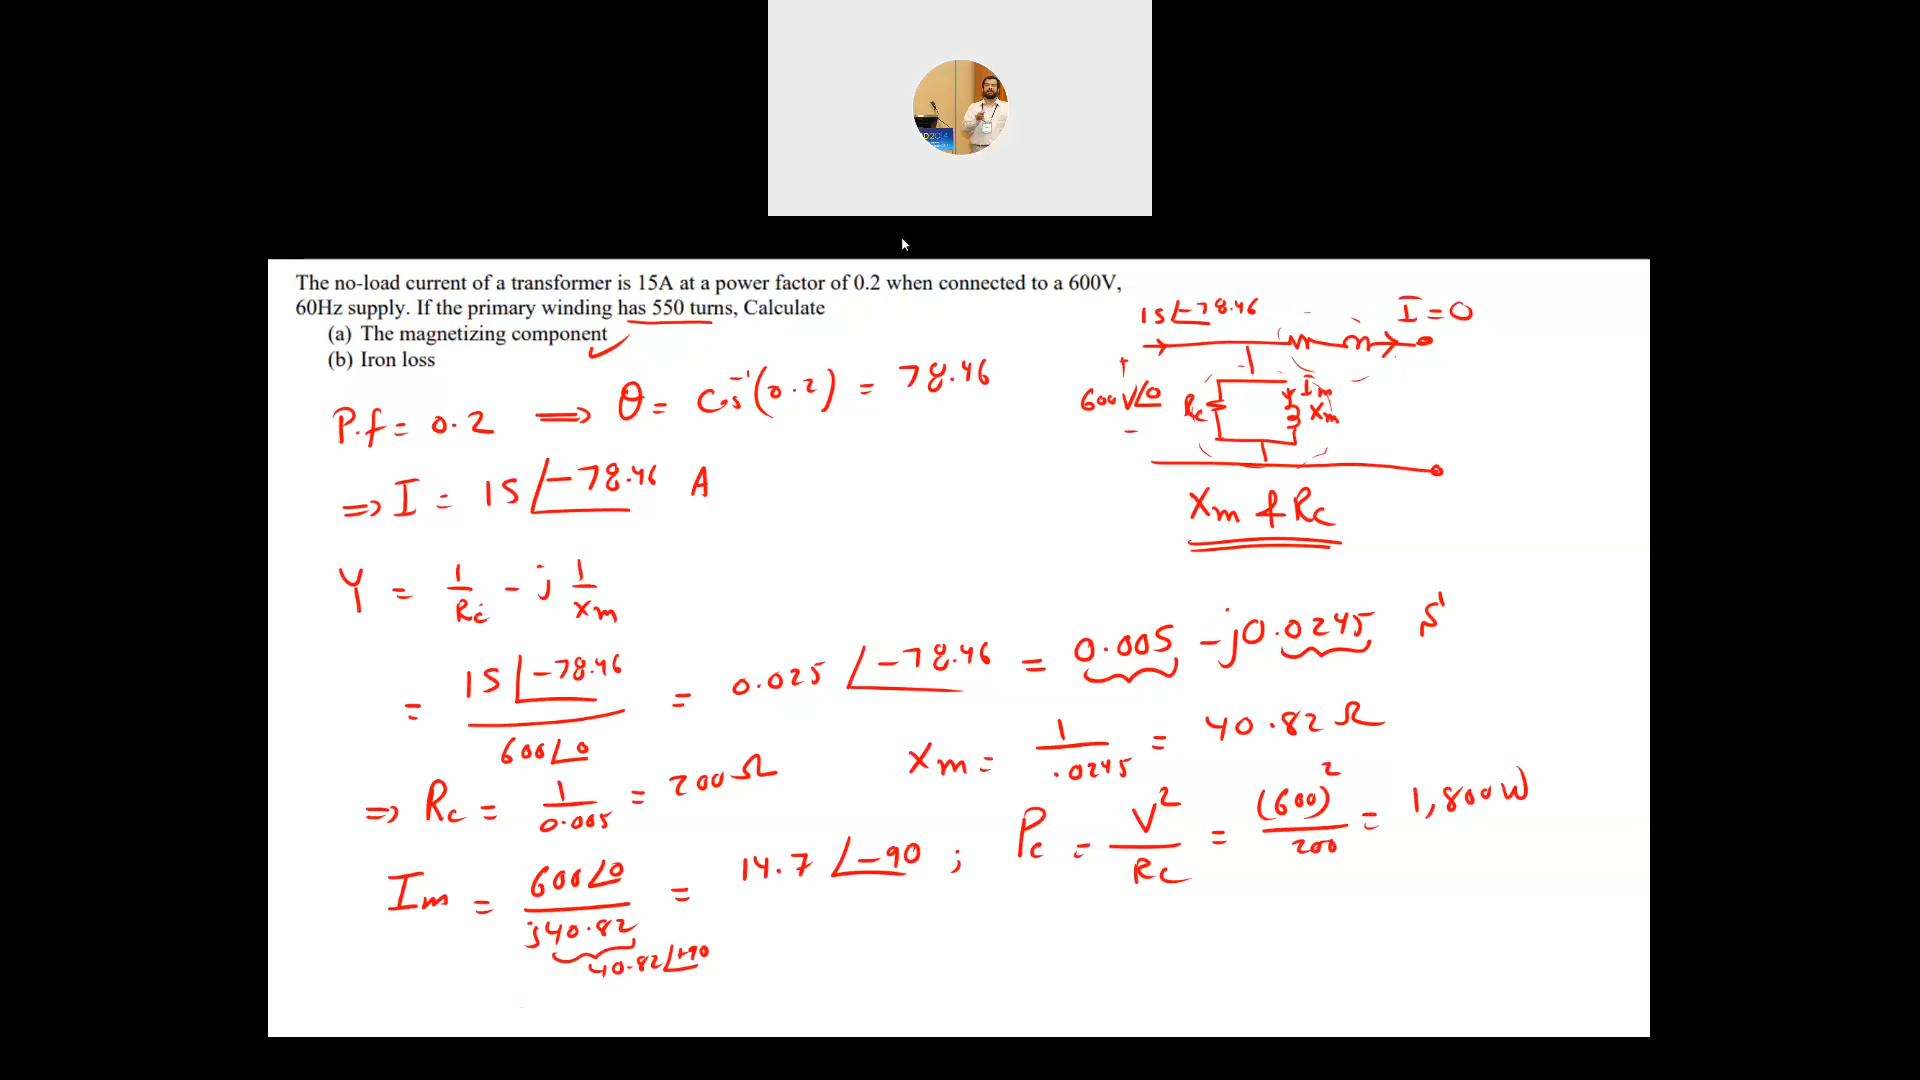 D2014
The no-load current of a transformer is 15A at a power factor of 0.2 when connected to a 600V,
60Hz supply. If the primary winding has 550 turns, Calculate
(a) The magnetizing component
(b) Iron loss
15∠-78.46
I = 0
600V∠0
+
-
Rc
Im
Xm
Xm & Rc
P.f = 0.2 ⟹ θ = Cos⁻¹(0.2) = 78.46
⇒ I = 15∠-78.46 A
Y = 1/Rc - j 1/Xm
= 15∠-78.46 / 600∠0 = 0.025∠-78.46 = 0.005 - j0.0245 S
⇒ Rc = 1/0.005 = 200Ω
Xm = 1/.0245 = 40.82Ω
Im = 600∠0 / j40.82 = 14.7∠-90 ;
40.82∠+90
Pc = V²/Rc = (600)²/200 = 1,800W